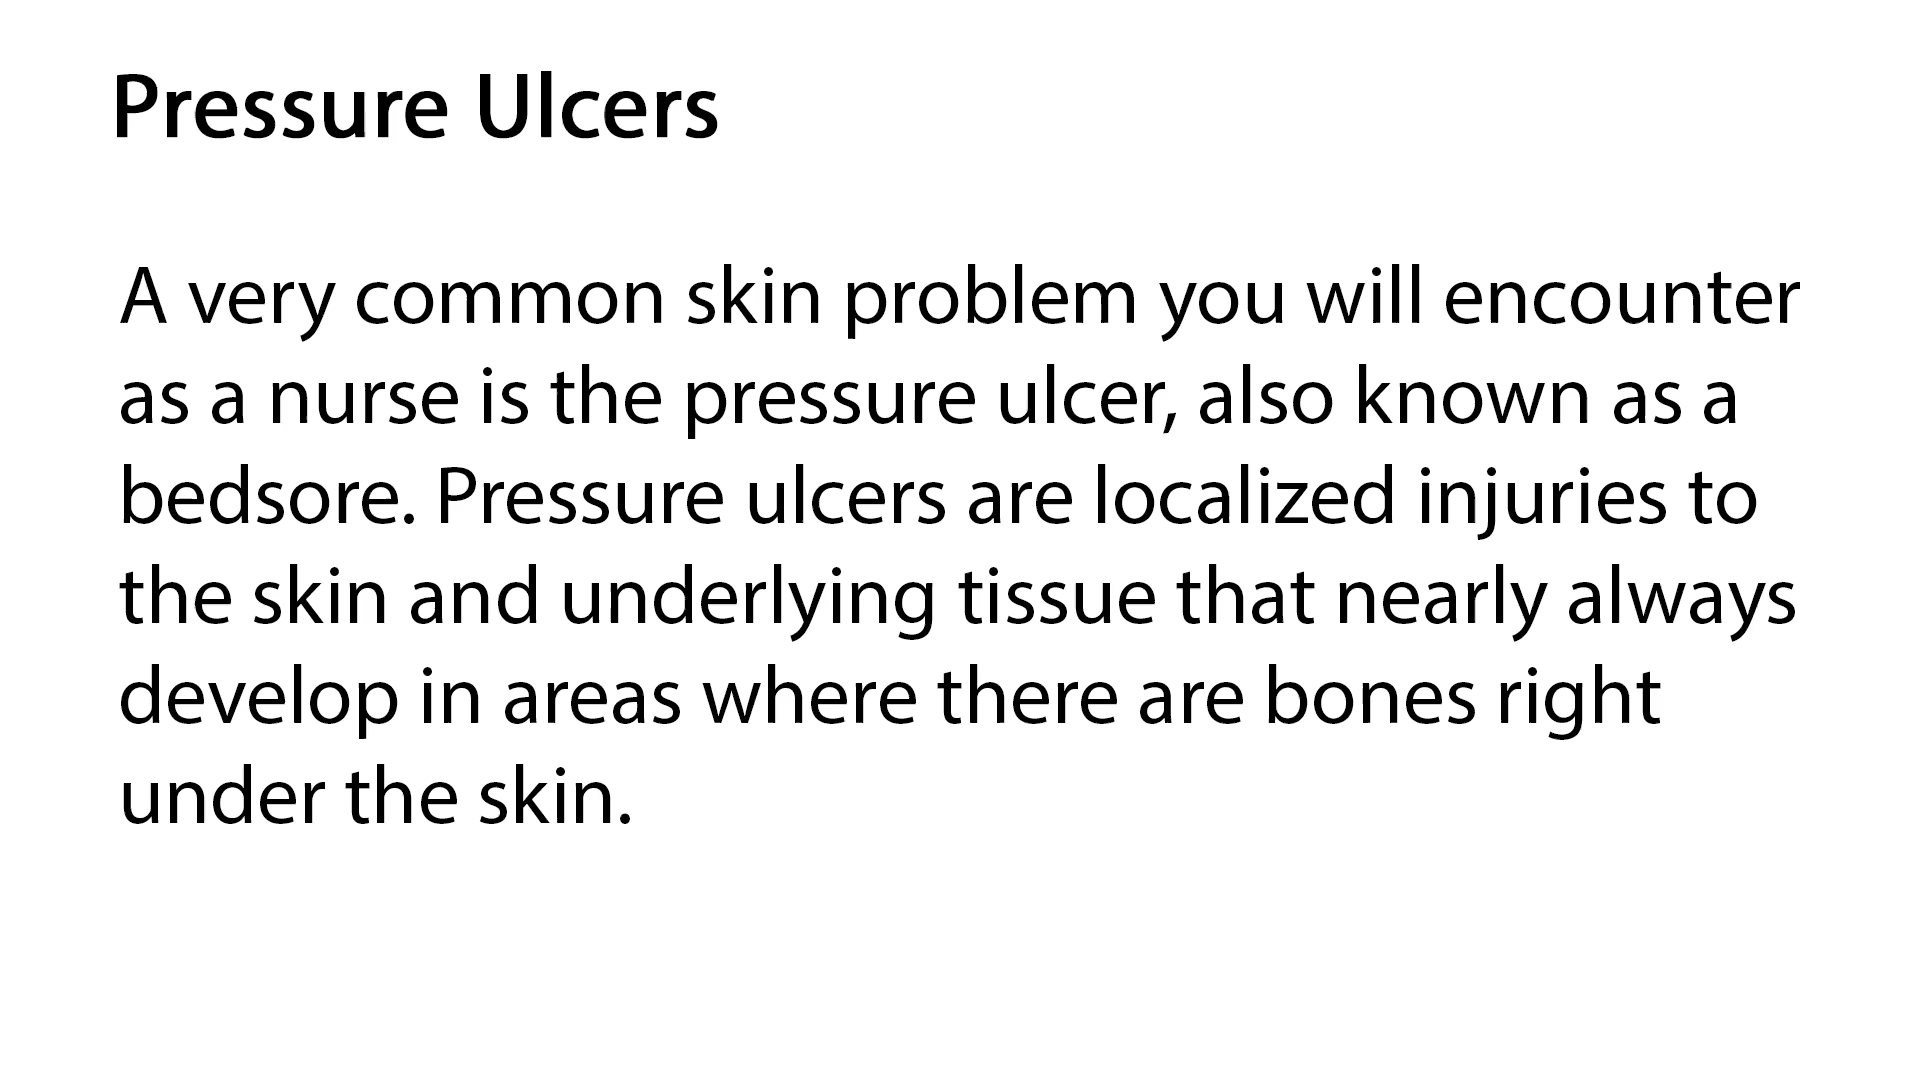 Pressure Ulcers
A very common skin problem you will encounter
as a nurse is the pressure ulcer, also known as a
bedsore. Pressure ulcers are localized injuries to
the skin and underlying tissue that nearly always
develop in areas where there are bones right
under the skin.